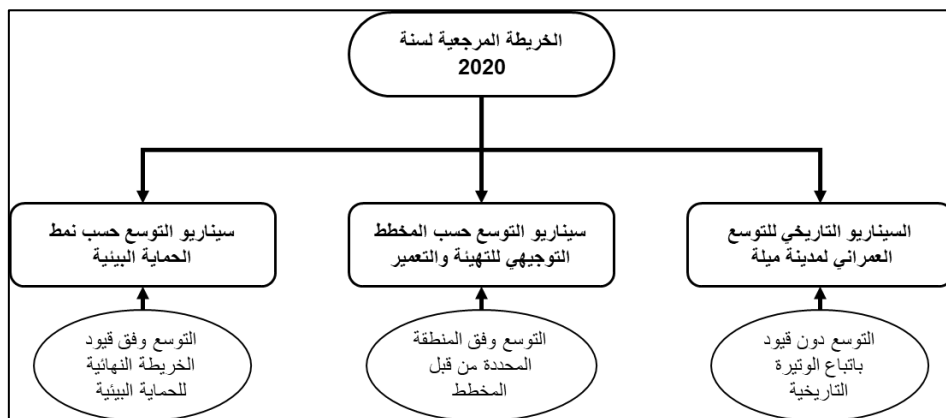 الخريطة المرجعية لسنة
2020
السيناريو التاريخي للتوسع
العمراني لمدينة ميلة
سيناريو التوسع حسب المخطط
التوجيهي للتهيئة والتعمير
سيناريو التوسع حسب نمط
الحماية البيئية
التوسع دون قيود
باتباع الوتيرة
التاريخية
التوسع وفق المنطقة
المحددة من قبل
المخطط
التوسع وفق قيود
الخريطة النهائية
للحماية البيئية